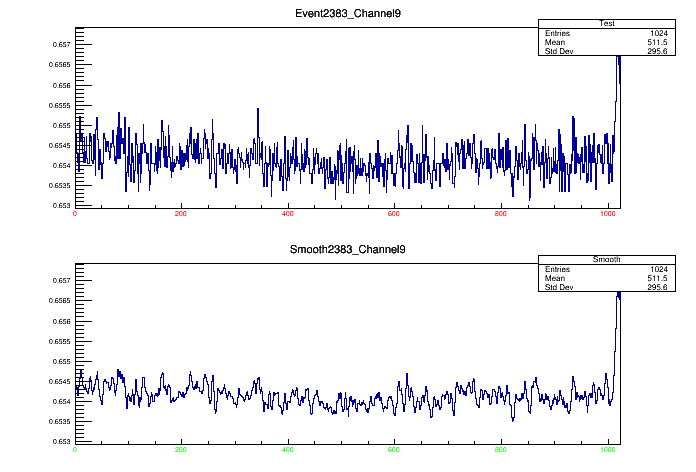 Event2383_Channel9
Test
Entries 1024
Mean 511.5
Std Dev 295.6
0.657
0.6565
0.656
0.6555
0.655
0.6545
0.654
0.6535
0.653
0 200 400 600 800 1000
Smooth2383_Channel9
Smooth
Entries 1024
Mean 511.5
Std Dev 295.6
0.657
0.6565
0.656
0.6555
0.655
0.6545
0.654
0.6535
0.653
0 200 400 600 800 1000